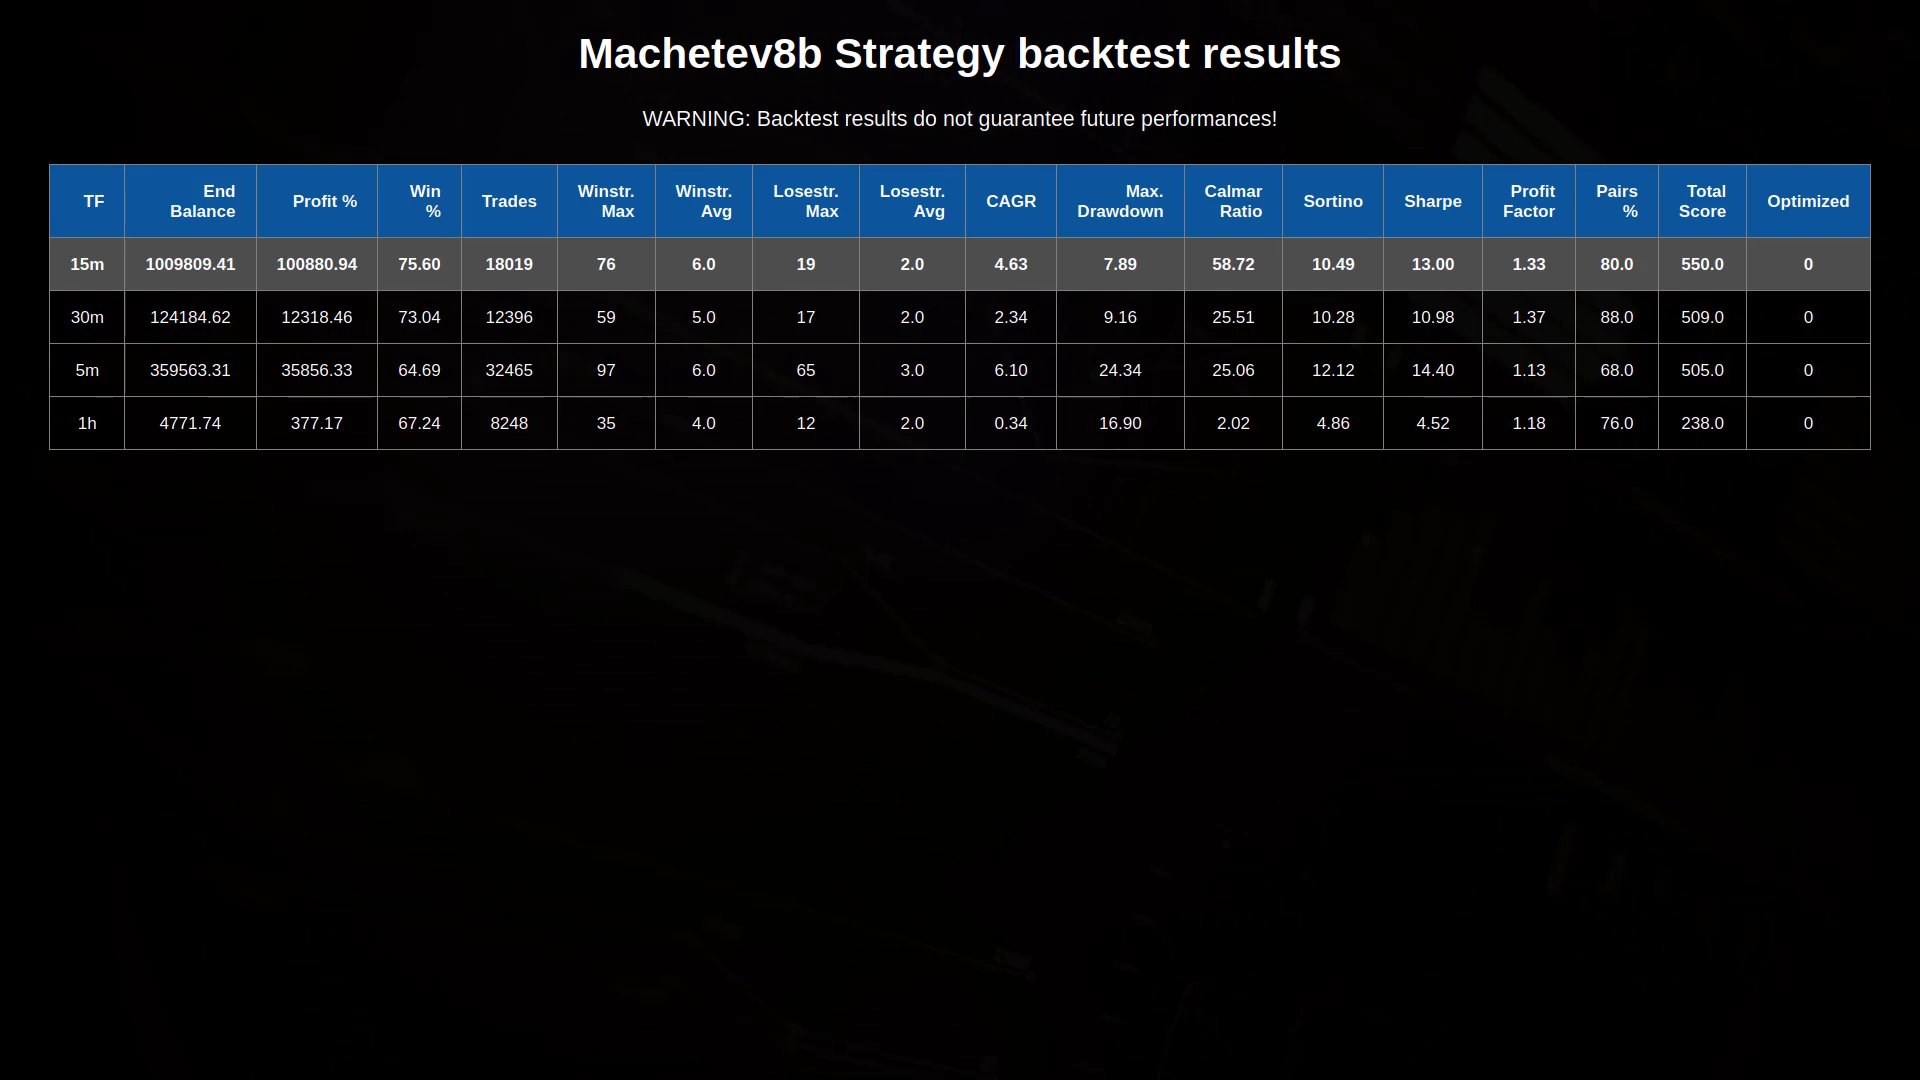 Machetev8b Strategy backtest results
WARNING: Backtest results do not guarantee future performances!
TF End Balance Profit % Win % Trades Winstr. Max Winstr. Avg Losestr. Max Losestr. Avg CAGR Max. Drawdown Calmar Ratio Sortino Sharpe Profit Factor Pairs % Total Score Optimized
15m 1009809.41 100880.94 75.60 18019 76 6.0 19 2.0 4.63 7.89 58.72 10.49 13.00 1.33 80.0 550.0 0
30m 124184.62 12318.46 73.04 12396 59 5.0 17 2.0 2.34 9.16 25.51 10.28 10.98 1.37 88.0 509.0 0
5m 359563.31 35856.33 64.69 32465 97 6.0 65 3.0 6.10 24.34 25.06 12.12 14.40 1.13 68.0 505.0 0
1h 4771.74 377.17 67.24 8248 35 4.0 12 2.0 0.34 16.90 2.02 4.86 4.52 1.18 76.0 238.0 0